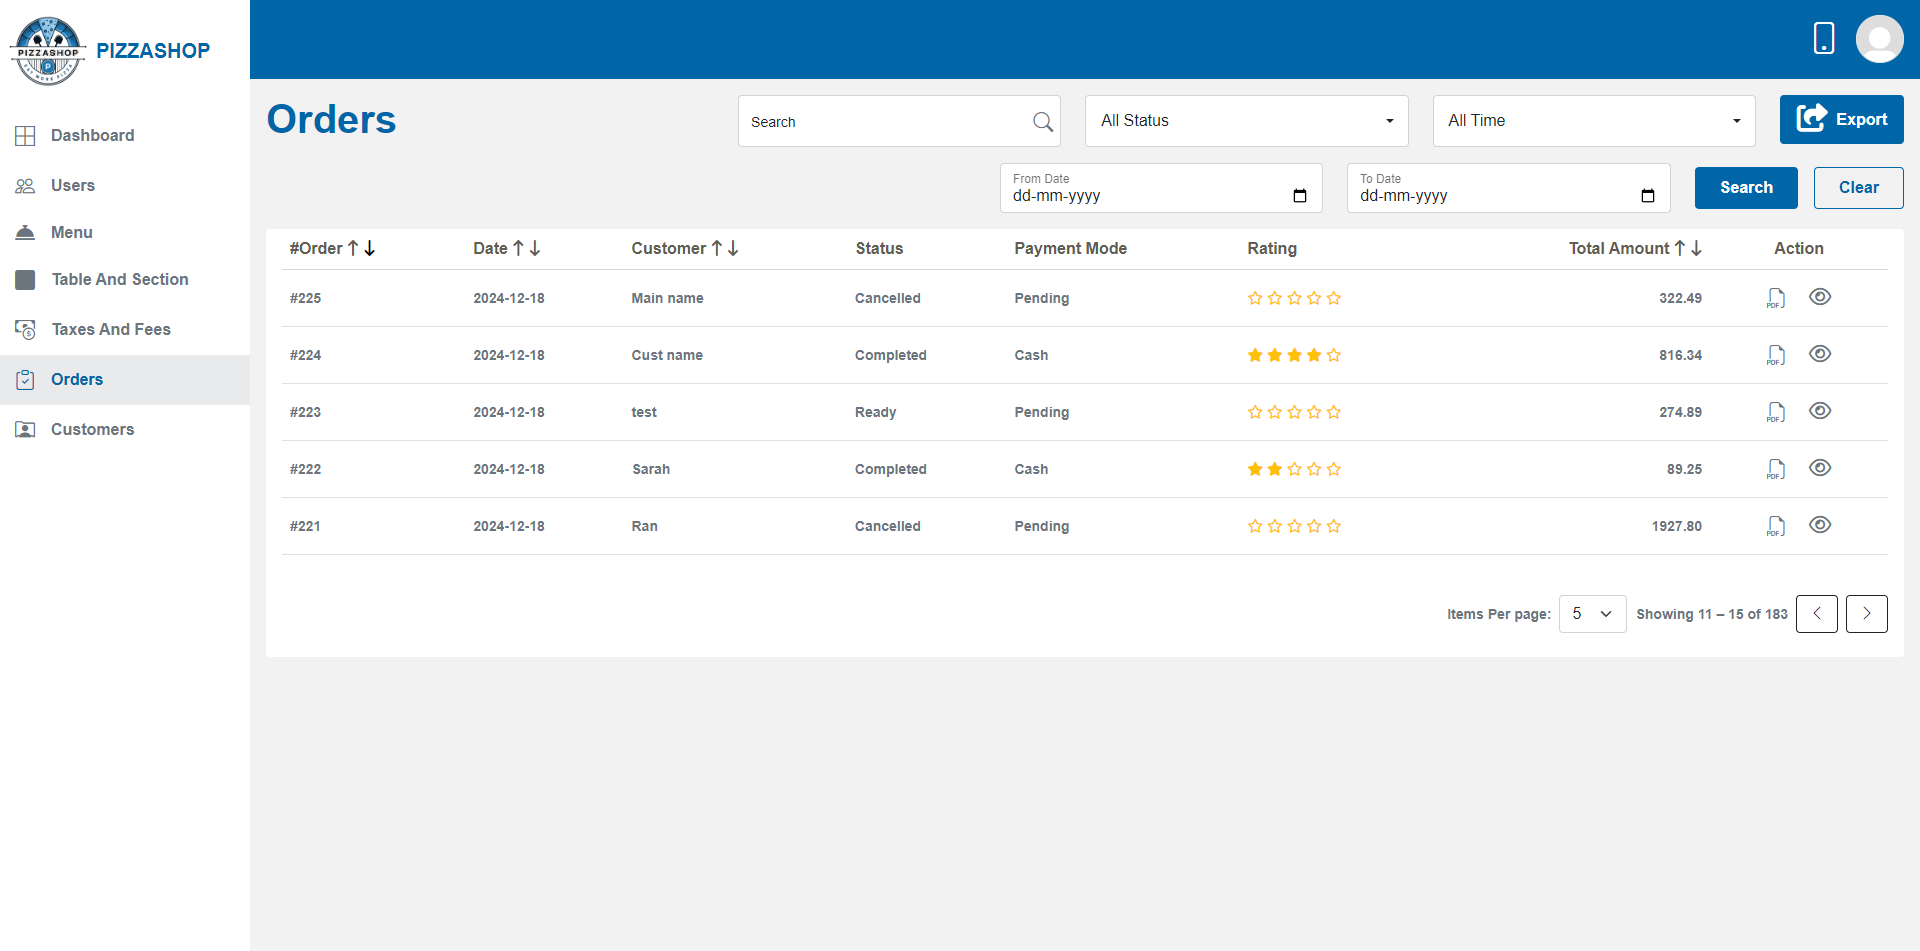 PIZZASHOP
EAT MORE PIZZA
PIZZASHOP
Dashboard
Users
Menu
Table And Section
Taxes And Fees
Orders
Customers
Orders
Search
All Status
All Time
Export
From Date
dd-mm-yyyy
To Date
dd-mm-yyyy
Search
Clear
#Order Date Customer Status Payment Mode Rating Total Amount Action
#225 2024-12-18 Main name Cancelled Pending 322.49 PDF
#224 2024-12-18 Cust name Completed Cash 816.34 PDF
#223 2024-12-18 test Ready Pending 274.89 PDF
#222 2024-12-18 Sarah Completed Cash 89.25 PDF
#221 2024-12-18 Ran Cancelled Pending 1927.80 PDF
Items Per page: 5 Showing 11 – 15 of 183